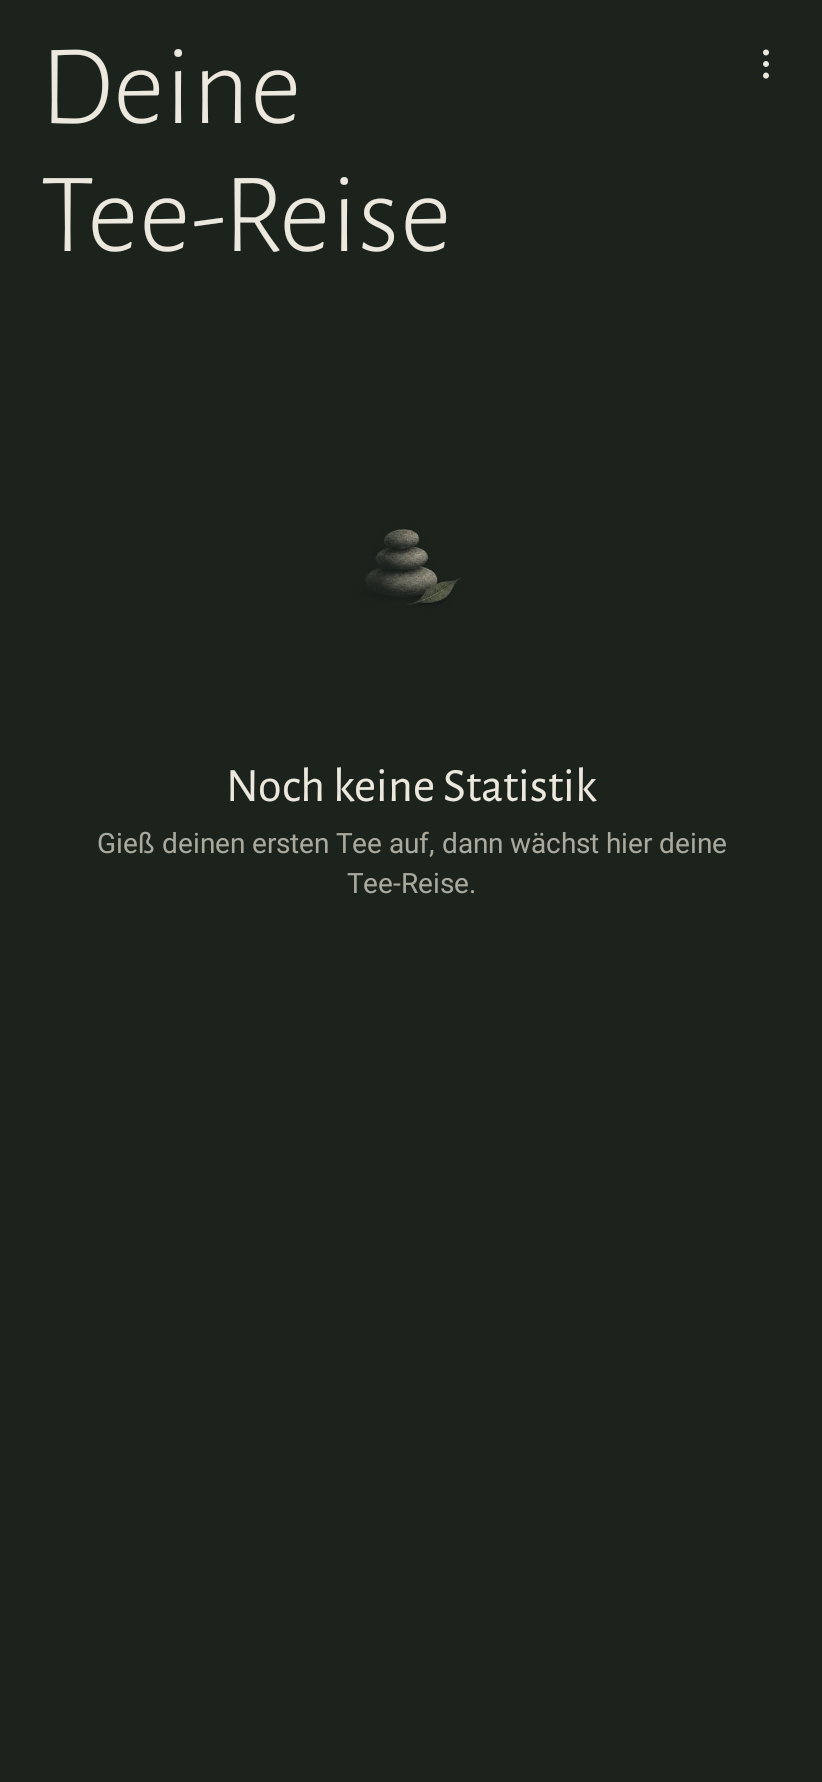 Deine
Tee-Reise
Noch keine Statistik
Gieß deinen ersten Tee auf, dann wächst hier deine
Tee-Reise.